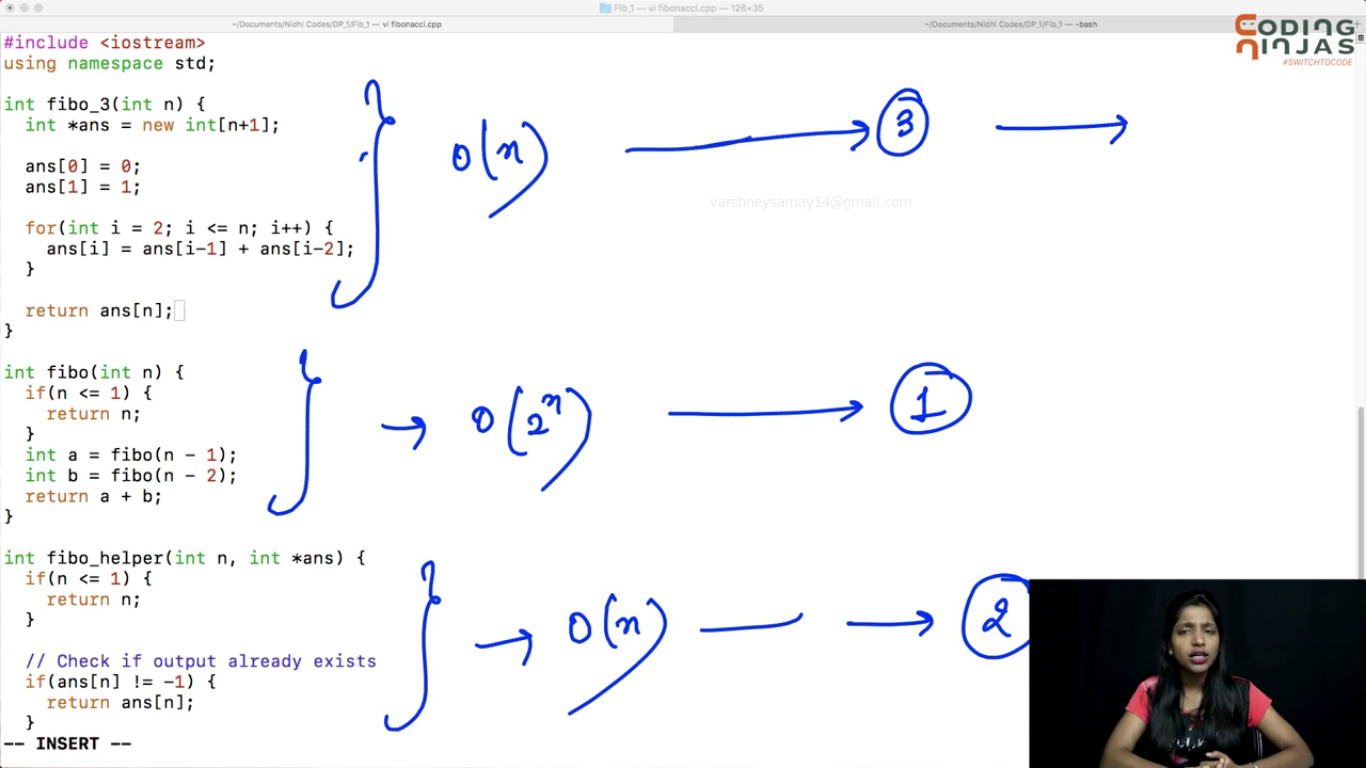 Fib_1 — vi fibonacci.cpp — 126×35
~/Documents/Nidhi Codes/DP_1/Fib_1 — vi fibonacci.cpp
~/Documents/Nidhi Codes/DP_1/Fib_1 — -bash
CODING
NINJAS
#SWITCHTOCODE
#include <iostream>
using namespace std;
int fibo_3(int n) {
int *ans = new int[n+1];
ans[0] = 0;
ans[1] = 1;
for(int i = 2; i <= n; i++) {
ans[i] = ans[i-1] + ans[i-2];
}
return ans[n];
}
O(n)
3
varshneysamay14@gmail.com
int fibo(int n) {
if(n <= 1) {
return n;
}
int a = fibo(n - 1);
int b = fibo(n - 2);
return a + b;
}
O(2^n)
1
int fibo_helper(int n, int *ans) {
if(n <= 1) {
return n;
}
// Check if output already exists
if(ans[n] != -1) {
return ans[n];
}
O(n)
2
-- INSERT --